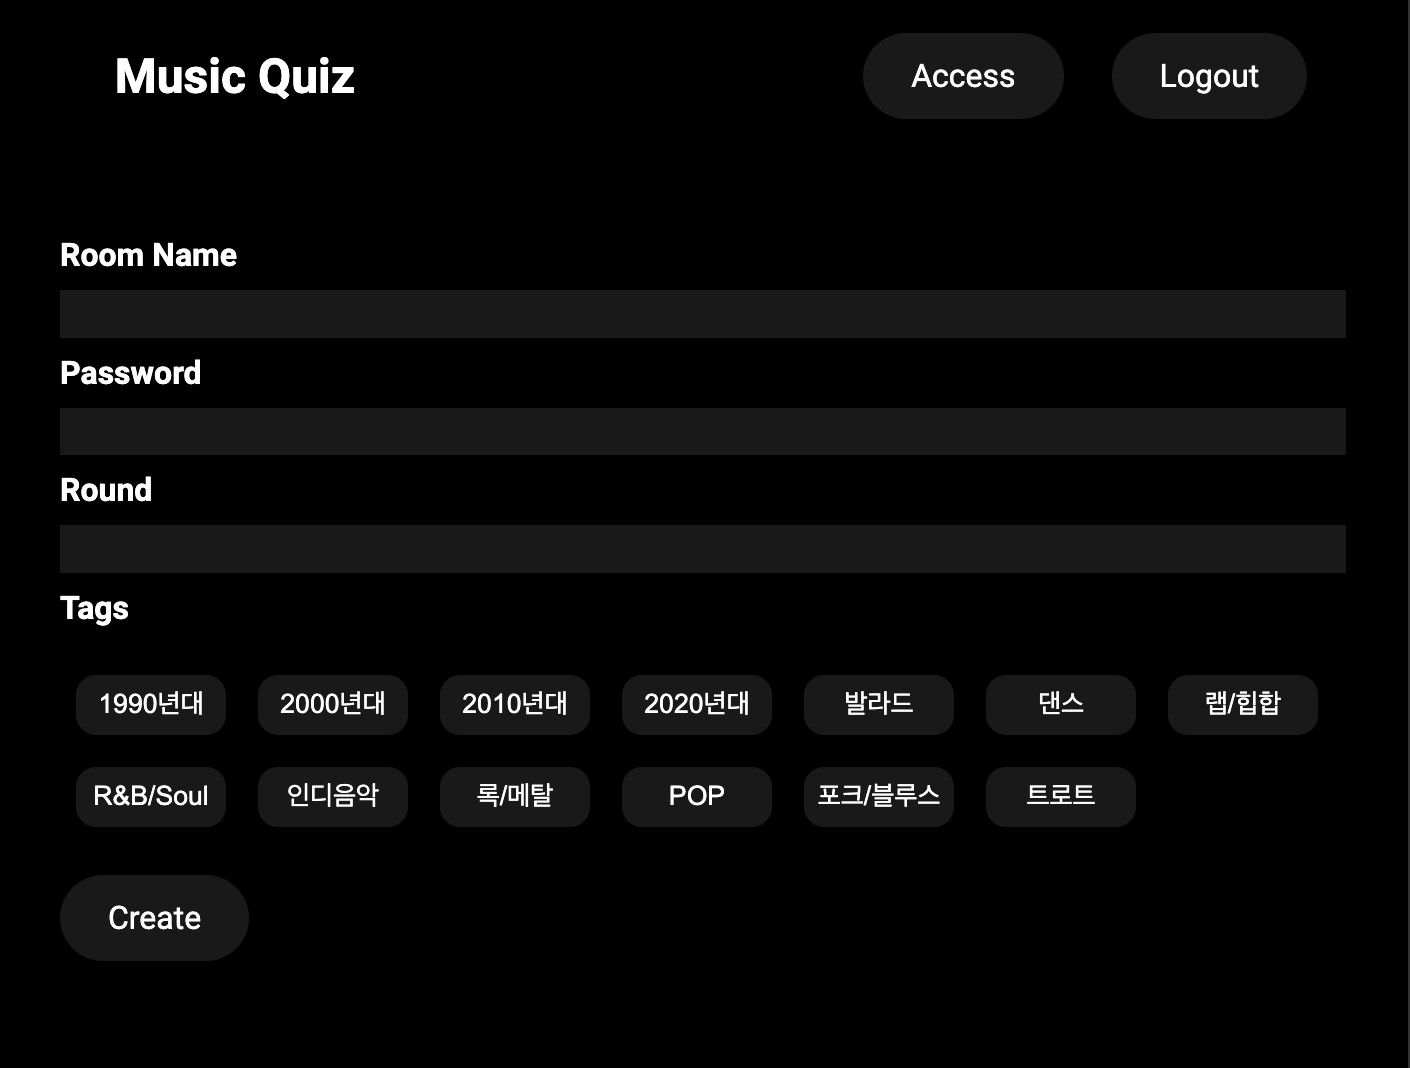 Music Quiz Access Logout
Room Name
Password
Round
Tags
1990년대 2000년대 2010년대 2020년대 발라드 댄스 랩/힙합
R&B/Soul 인디음악 록/메탈 POP 포크/블루스 트로트
Create